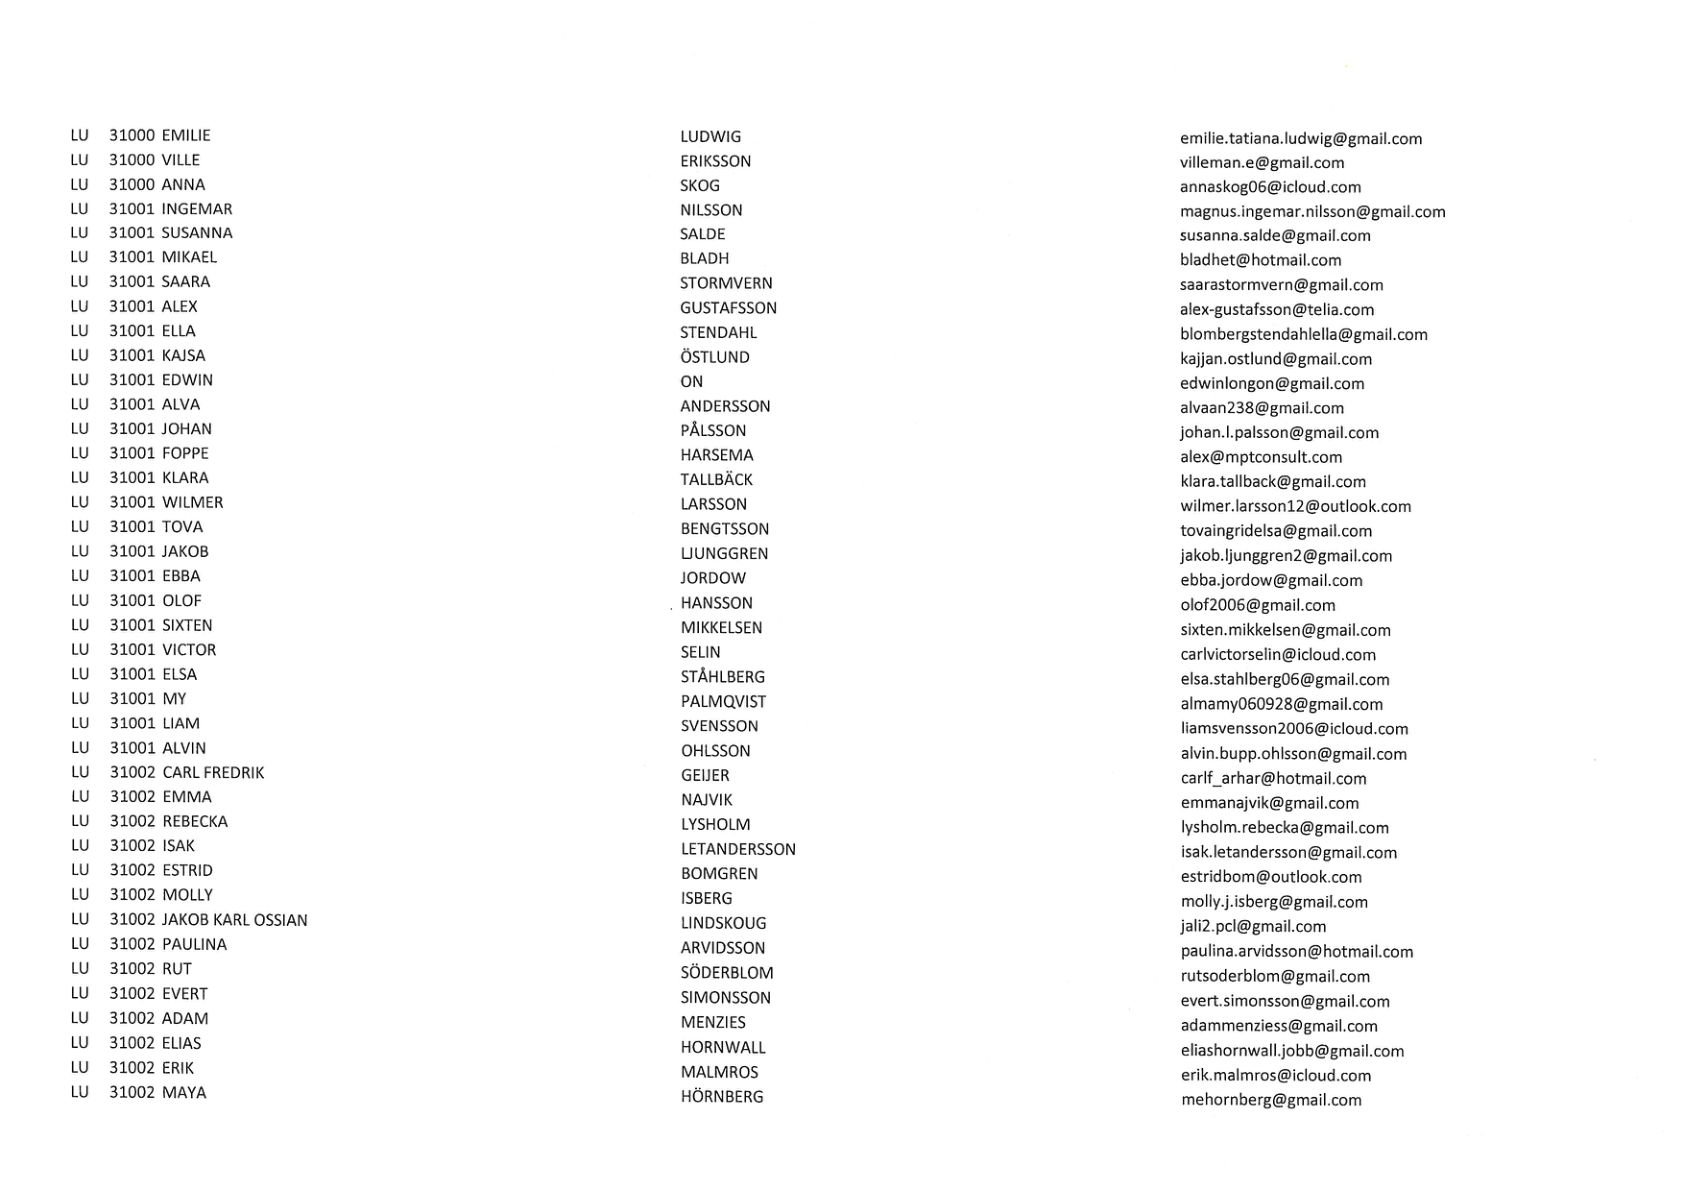 LU 31000 EMILIE LUDWIG emilie.tatiana.ludwig@gmail.com
LU 31000 VILLE ERIKSSON villeman.e@gmail.com
LU 31000 ANNA SKOG annaskog06@icloud.com
LU 31001 INGEMAR NILSSON magnus.ingemar.nilsson@gmail.com
LU 31001 SUSANNA SALDE susanna.salde@gmail.com
LU 31001 MIKAEL BLADH bladhet@hotmail.com
LU 31001 SAARA STORMVERN saarastormvern@gmail.com
LU 31001 ALEX GUSTAFSSON alex-gustafsson@telia.com
LU 31001 ELLA STENDAHL blombergstendahlella@gmail.com
LU 31001 KAJSA ÖSTLUND kajjan.ostlund@gmail.com
LU 31001 EDWIN ON edwinlongon@gmail.com
LU 31001 ALVA ANDERSSON alvaan238@gmail.com
LU 31001 JOHAN PÅLSSON johan.l.palsson@gmail.com
LU 31001 FOPPE HARSEMA alex@mptconsult.com
LU 31001 KLARA TALLBÄCK klara.tallback@gmail.com
LU 31001 WILMER LARSSON wilmer.larsson12@outlook.com
LU 31001 TOVA BENGTSSON tovaingridelsa@gmail.com
LU 31001 JAKOB LJUNGGREN jakob.ljunggren2@gmail.com
LU 31001 EBBA JORDOW ebba.jordow@gmail.com
LU 31001 OLOF HANSSON olof2006@gmail.com
LU 31001 SIXTEN MIKKELSEN sixten.mikkelsen@gmail.com
LU 31001 VICTOR SELIN carlvictorselin@icloud.com
LU 31001 ELSA STÅHLBERG elsa.stahlberg06@gmail.com
LU 31001 MY PALMQVIST almamy060928@gmail.com
LU 31001 LIAM SVENSSON liamsvensson2006@icloud.com
LU 31001 ALVIN OHLSSON alvin.bupp.ohlsson@gmail.com
LU 31002 CARL FREDRIK GEIJER carlf_arhar@hotmail.com
LU 31002 EMMA NAJVIK emmanajvik@gmail.com
LU 31002 REBECKA LYSHOLM lysholm.rebecka@gmail.com
LU 31002 ISAK LETANDERSSON isak.letandersson@gmail.com
LU 31002 ESTRID BOMGREN estridbom@outlook.com
LU 31002 MOLLY ISBERG molly.j.isberg@gmail.com
LU 31002 JAKOB KARL OSSIAN LINDSKOUG jali2.pcl@gmail.com
LU 31002 PAULINA ARVIDSSON paulina.arvidsson@hotmail.com
LU 31002 RUT SÖDERBLOM rutsoderblom@gmail.com
LU 31002 EVERT SIMONSSON evert.simonsson@gmail.com
LU 31002 ADAM MENZIES adammenziess@gmail.com
LU 31002 ELIAS HORNWALL eliashornwall.jobb@gmail.com
LU 31002 ERIK MALMROS erik.malmros@icloud.com
LU 31002 MAYA HÖRNBERG mehornberg@gmail.com